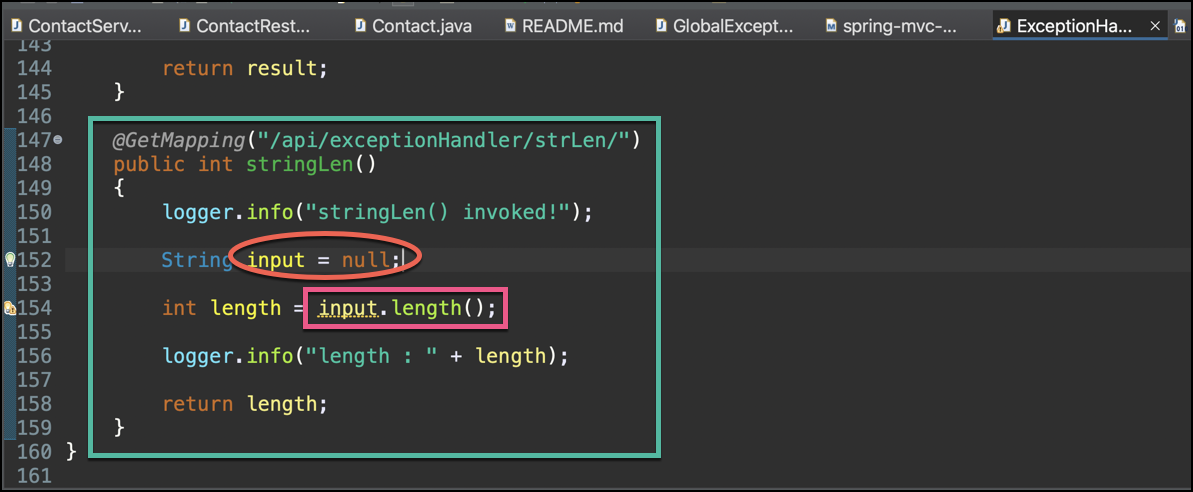 ContactServ... ContactRest... Contact.java README.md GlobalExcept... spring-mvc-... ExceptionHa...
143
144 return result;
145 }
146
147 @GetMapping("/api/exceptionHandler/strLen/")
148 public int stringLen()
149 {
150 logger.info("stringLen() invoked!");
151
152 String input = null;
153
154 int length = input.length();
155
156 logger.info("length : " + length);
157
158 return length;
159 }
160 }
161